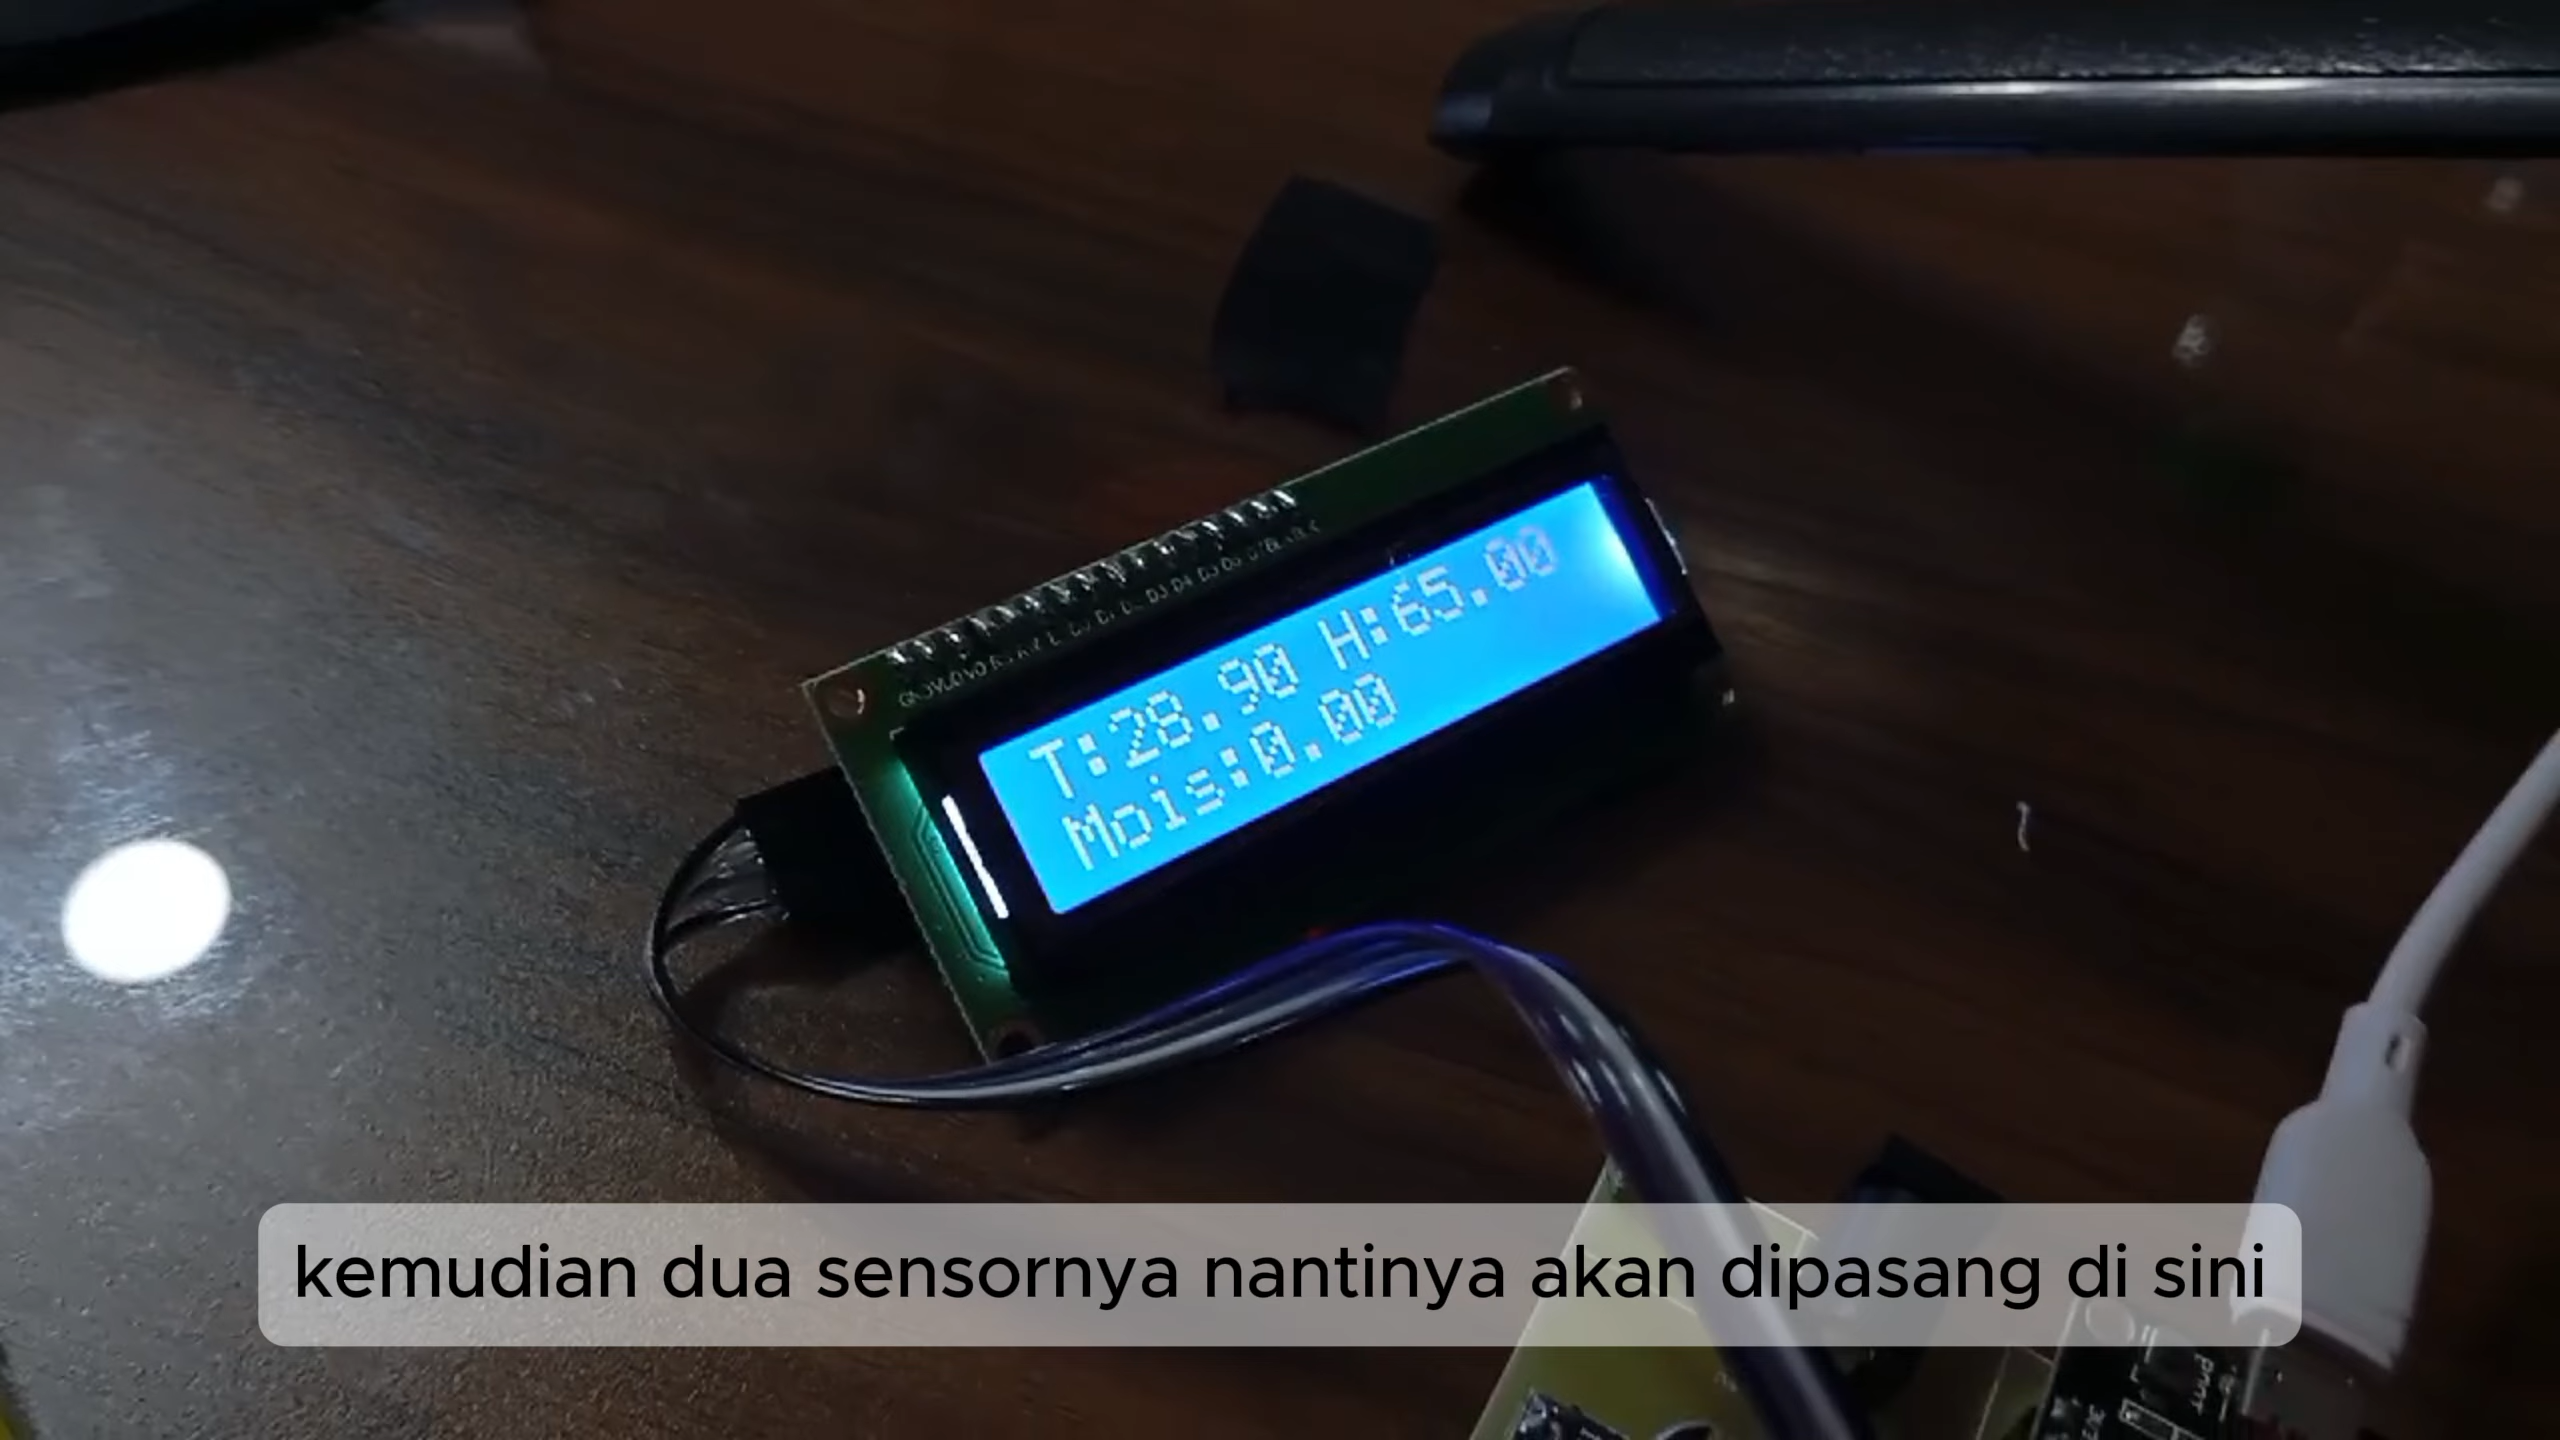 T:28.90 H:65.00
Mois:0.00
kemudian dua sensornya nantinya akan dipasang di sini